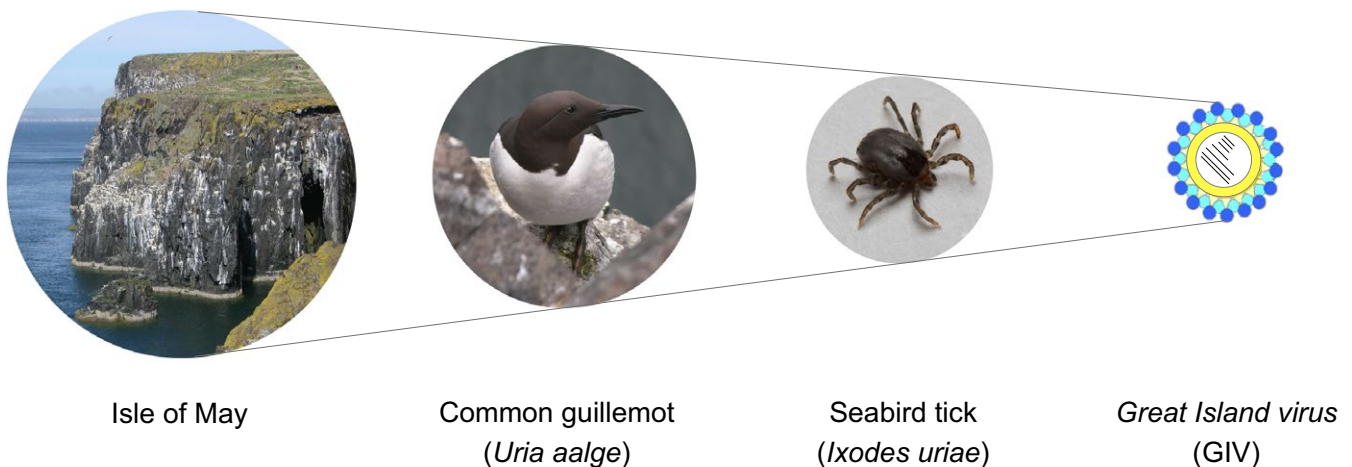 Isle of May
Common guillemot
(Uria aalge)
Seabird tick
(Ixodes uriae)
Great Island virus
(GIV)